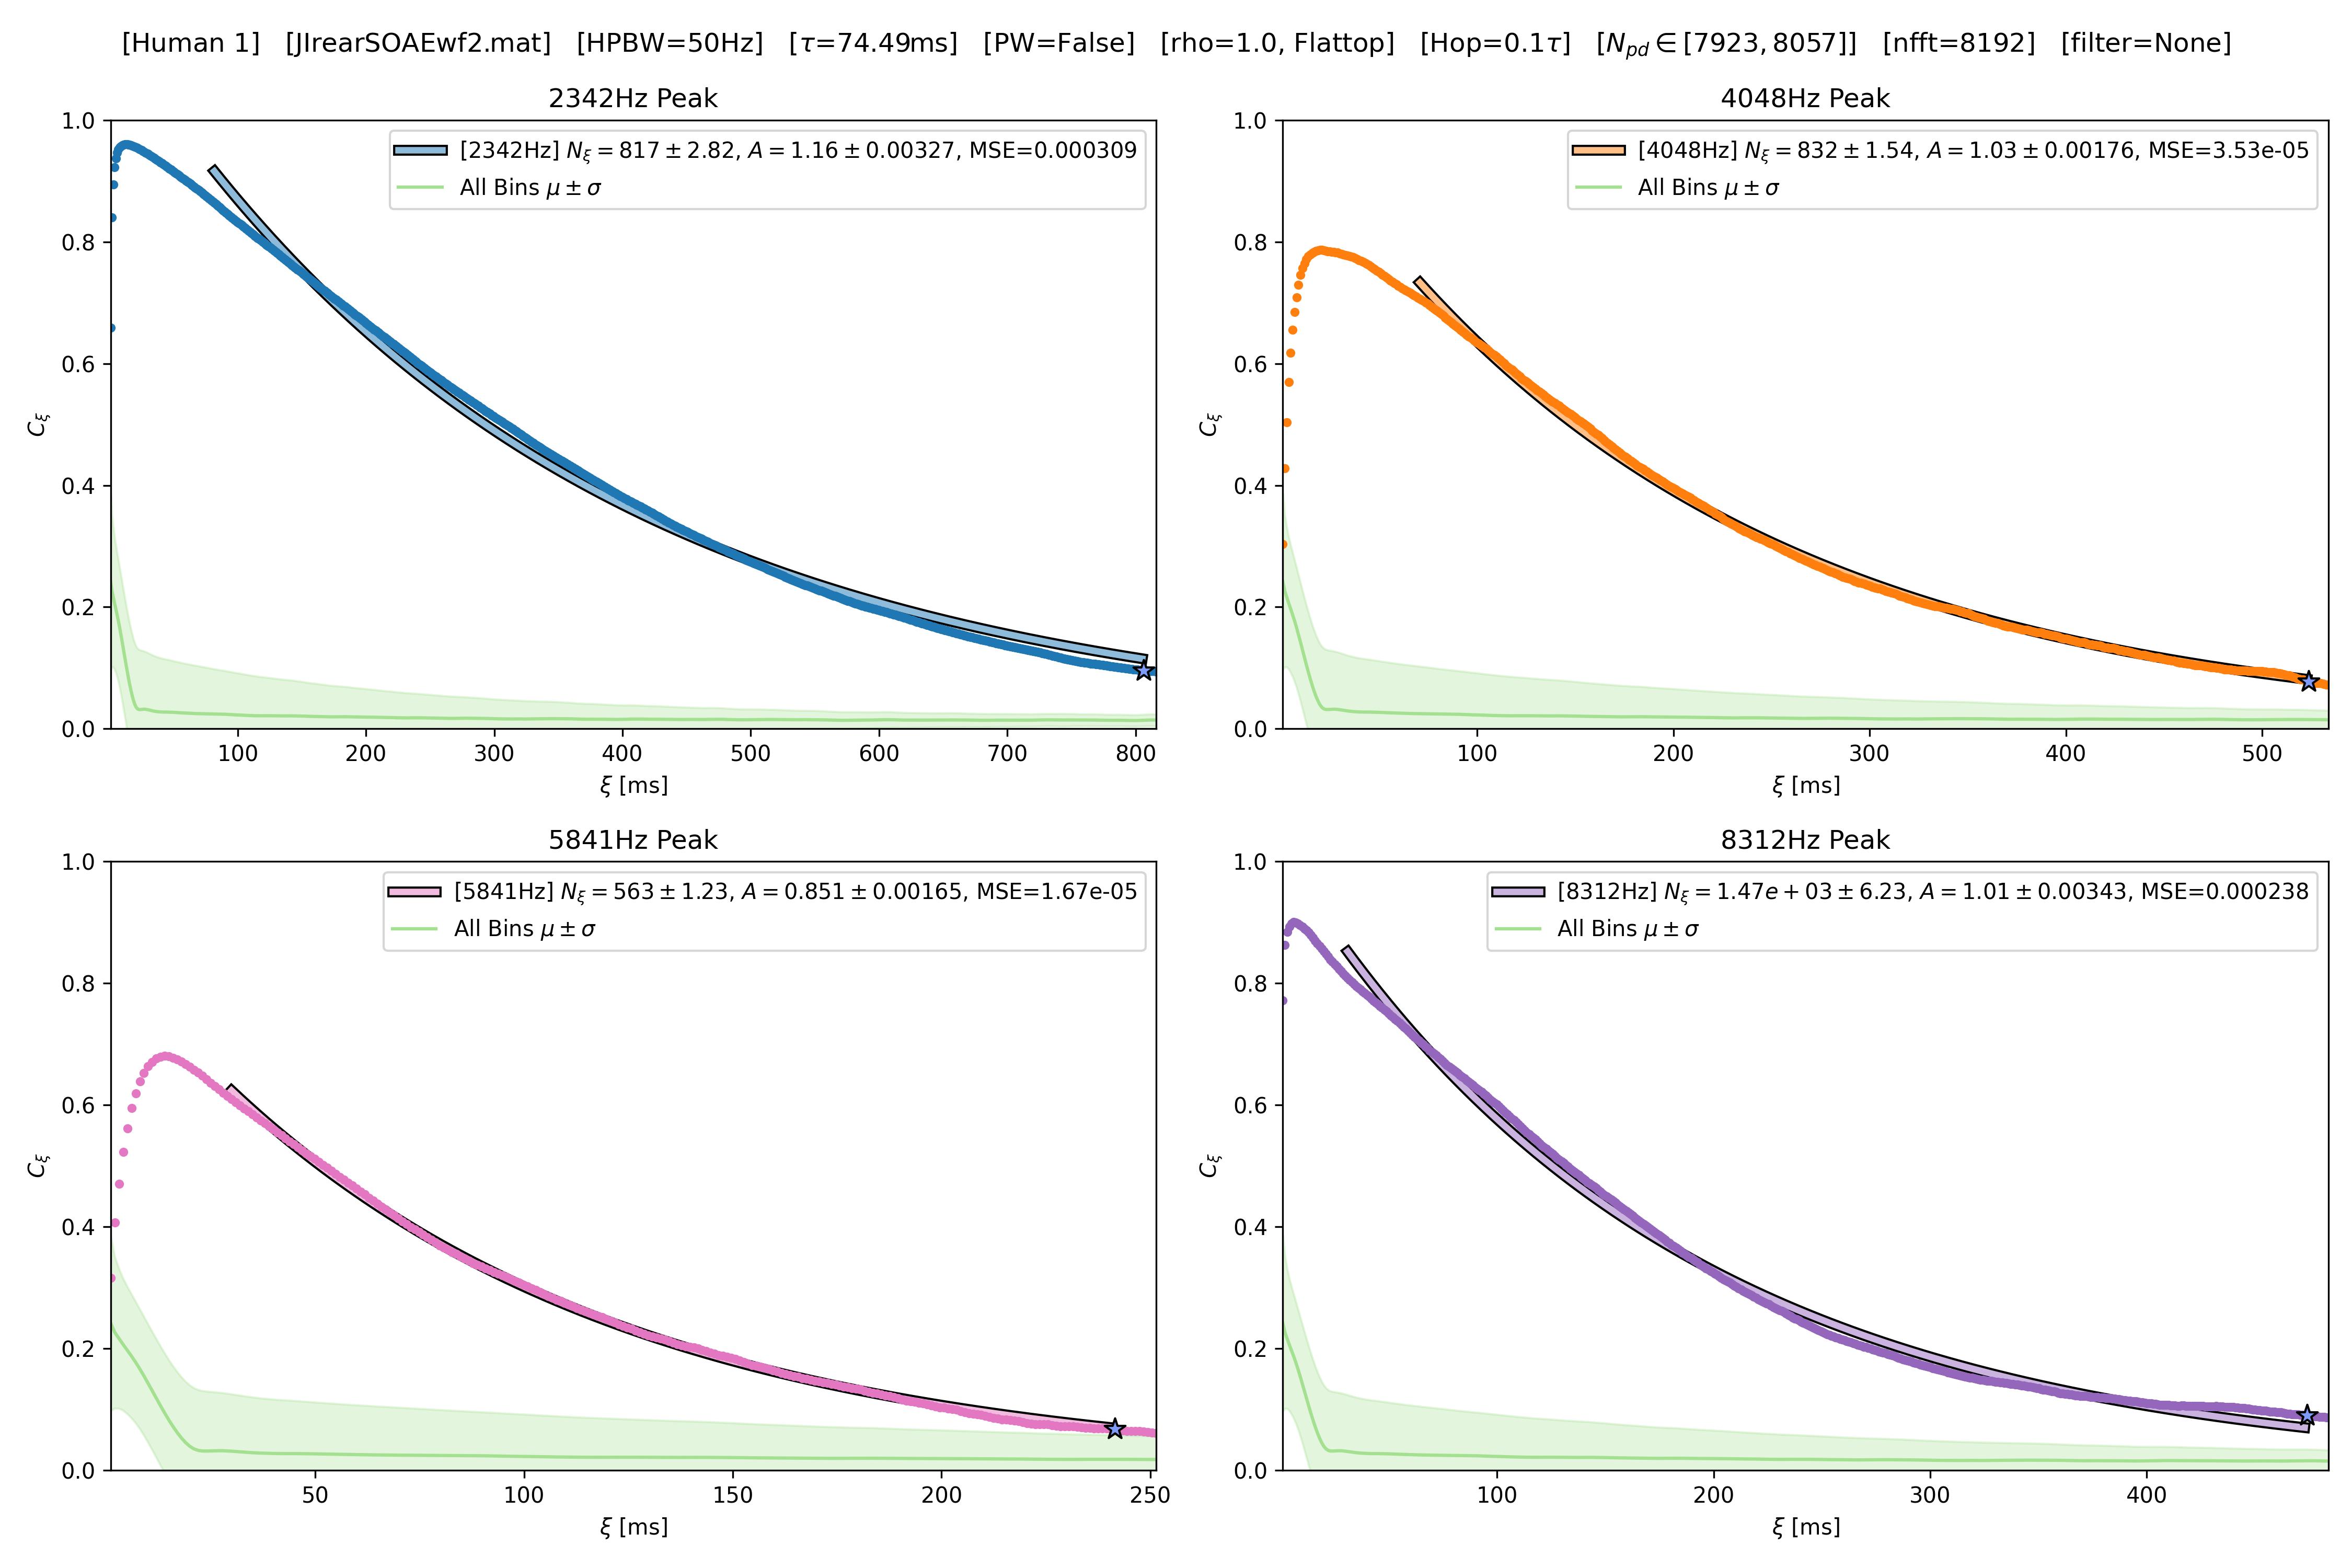 [Human 1] [JIrearSOAEwf2.mat] [HPBW=50Hz] [τ=74.49ms] [PW=False] [rho=1.0, Flattop] [Hop=0.1τ] [N_pd ∈ [7923, 8057]] [nfft=8192] [filter=None]
2342Hz Peak
[2342Hz] N_ξ = 817 ± 2.82, A = 1.16 ± 0.00327, MSE=0.000309
All Bins μ ± σ
1.0
0.8
0.6
0.4
0.2
0.0
C_ξ
100 200 300 400 500 600 700 800
ξ [ms]
4048Hz Peak
[4048Hz] N_ξ = 832 ± 1.54, A = 1.03 ± 0.00176, MSE=3.53e-05
All Bins μ ± σ
1.0
0.8
0.6
0.4
0.2
0.0
C_ξ
100 200 300 400 500
ξ [ms]
5841Hz Peak
[5841Hz] N_ξ = 563 ± 1.23, A = 0.851 ± 0.00165, MSE=1.67e-05
All Bins μ ± σ
1.0
0.8
0.6
0.4
0.2
0.0
C_ξ
50 100 150 200 250
ξ [ms]
8312Hz Peak
[8312Hz] N_ξ = 1.47e + 03 ± 6.23, A = 1.01 ± 0.00343, MSE=0.000238
All Bins μ ± σ
1.0
0.8
0.6
0.4
0.2
0.0
C_ξ
100 200 300 400
ξ [ms]